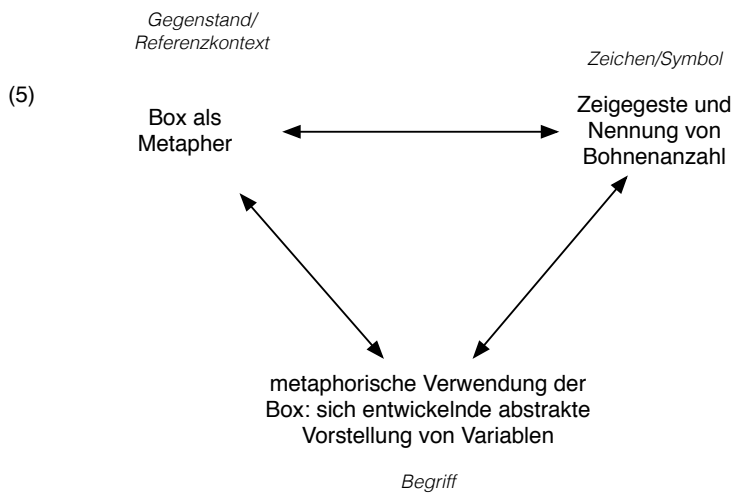 Gegenstand/
Referenzkontext
Zeichen/Symbol
(5)
Box als
Metapher
Zeigegeste und
Nennung von
Bohnenanzahl
metaphorische Verwendung der
Box: sich entwickelnde abstrakte
Vorstellung von Variablen
Begriff